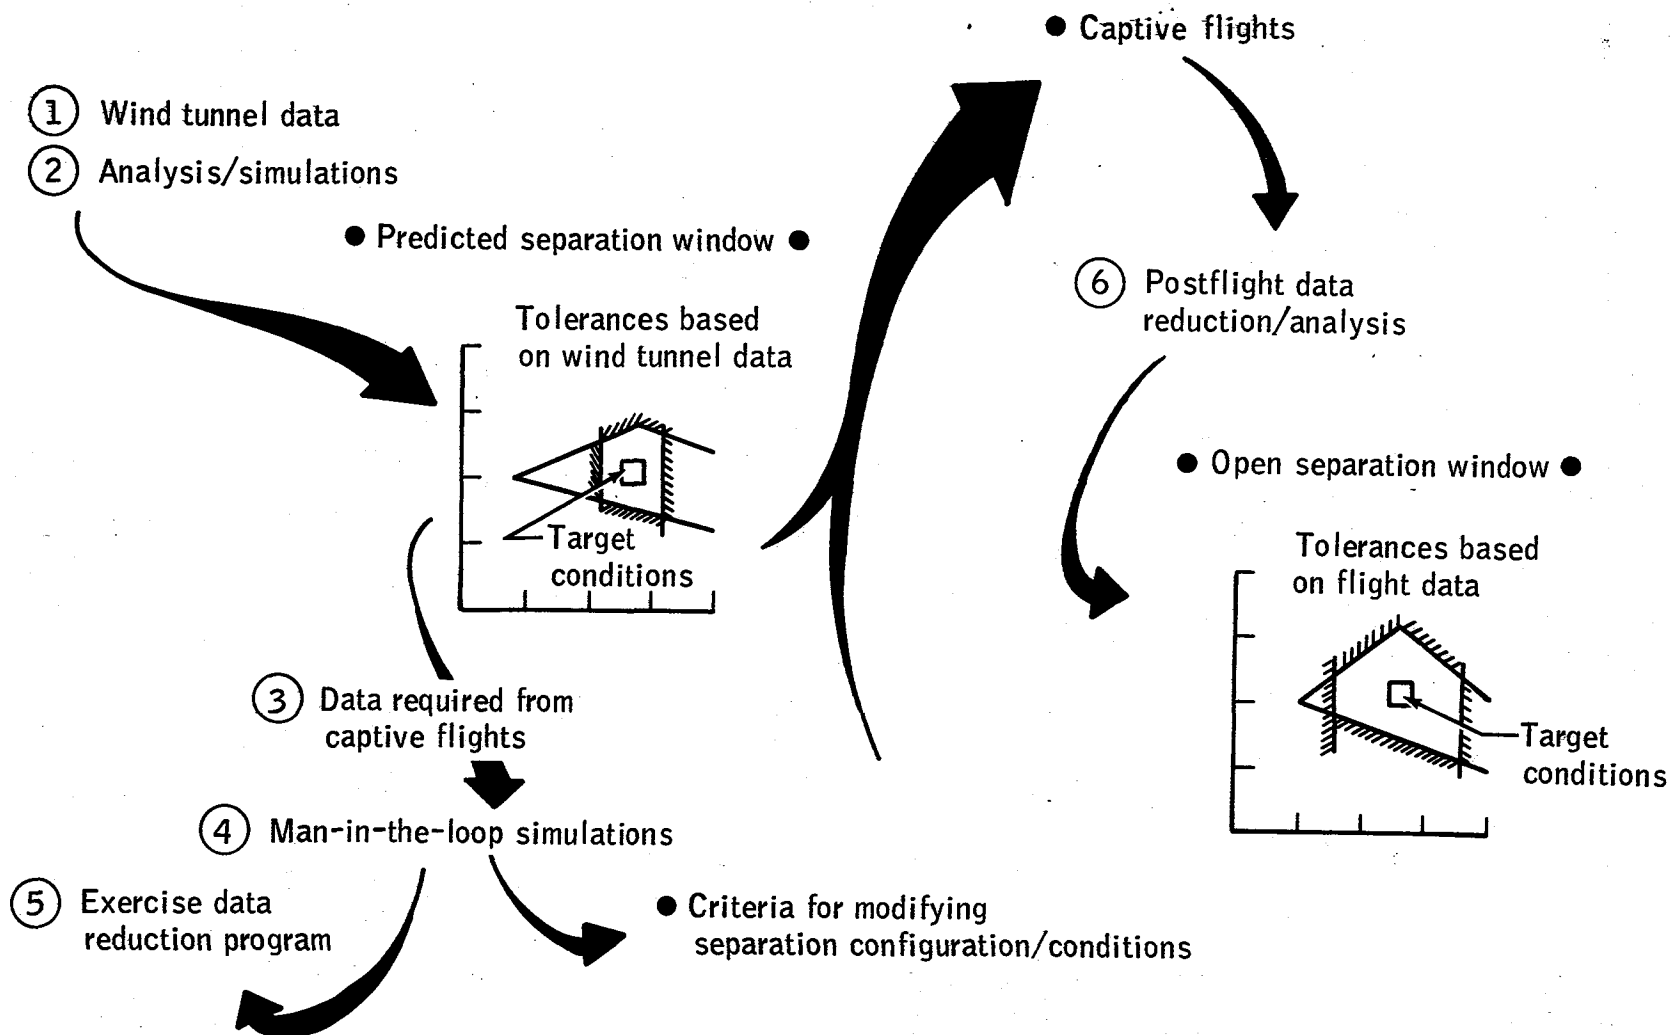 ① Wind tunnel data
② Analysis/simulations
● Predicted separation window ●
Tolerances based
on wind tunnel data
Target
conditions
③ Data required from
captive flights
④ Man-in-the-loop simulations
⑤ Exercise data
reduction program
● Criteria for modifying
separation configuration/conditions
● Captive flights
⑥ Postflight data
reduction/analysis
● Open separation window ●
Tolerances based
on flight data
Target
conditions